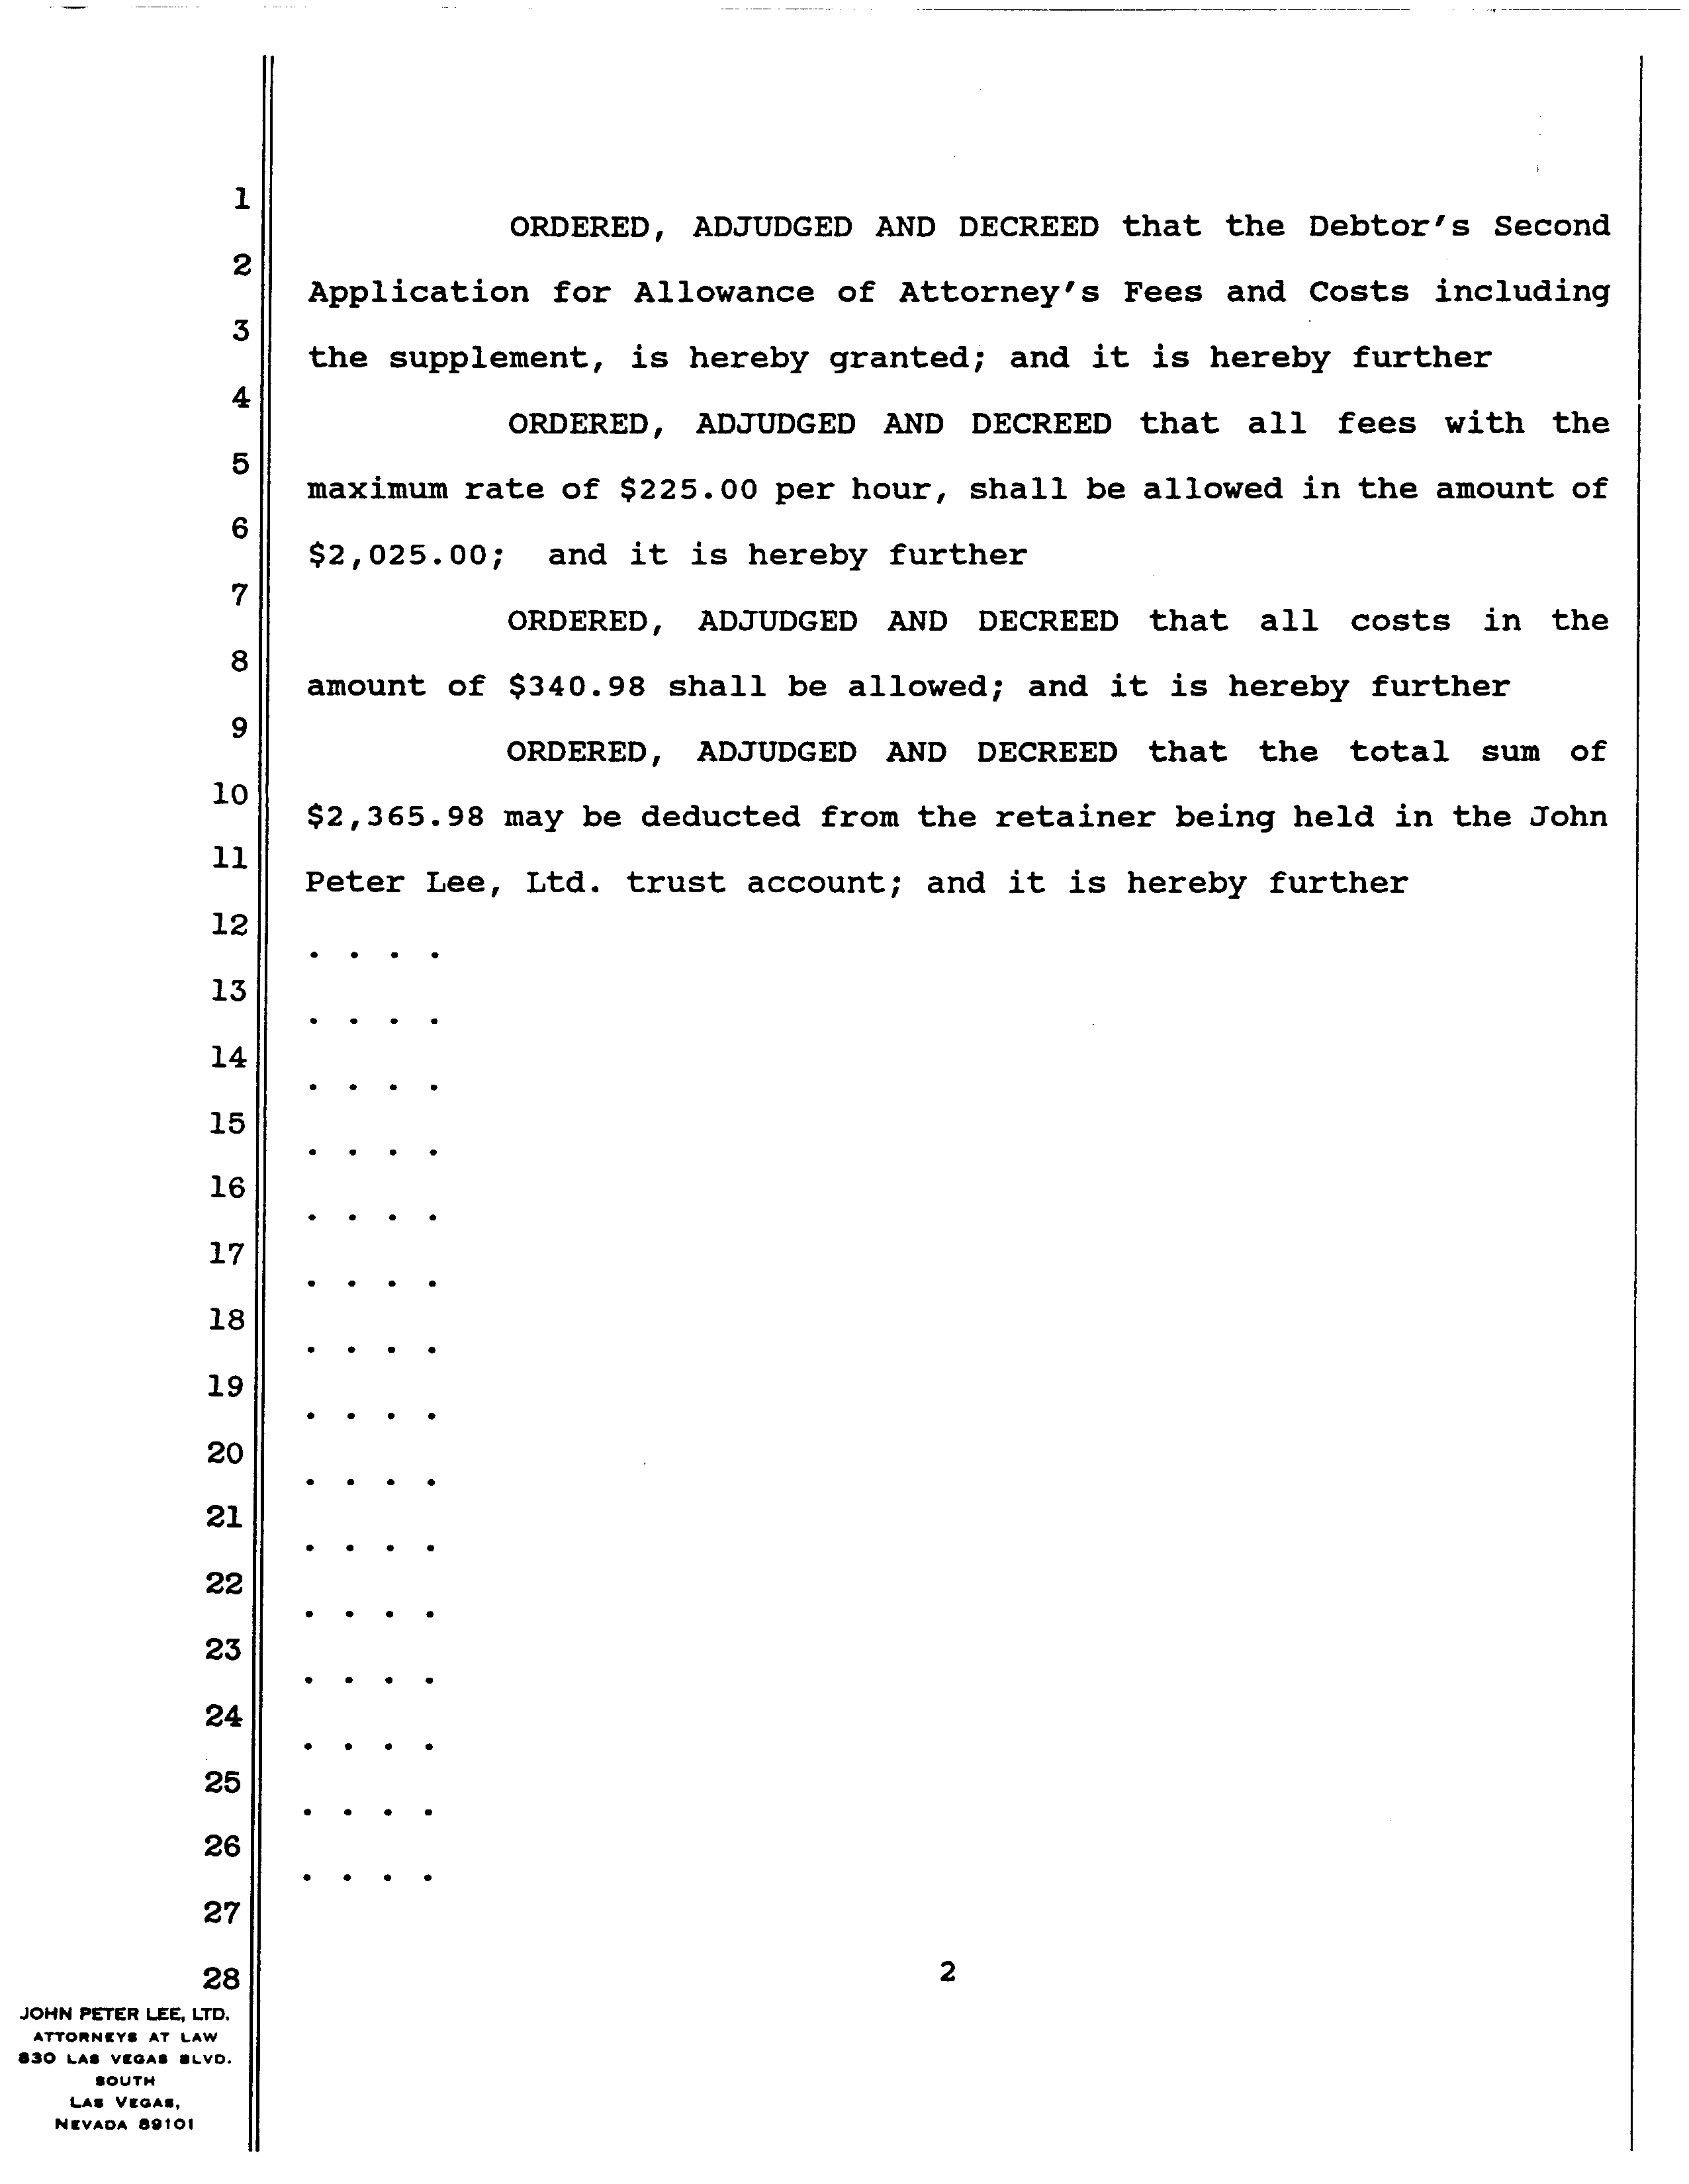 1
ORDERED, ADJUDGED AND DECREED that the Debtor's Second
2
Application for Allowance of Attorney's Fees and Costs including
3
the supplement, is hereby granted; and it is hereby further
4
ORDERED, ADJUDGED AND DECREED that all fees with the
5
maximum rate of $225.00 per hour, shall be allowed in the amount of
6
$2,025.00; and it is hereby further
7
ORDERED, ADJUDGED AND DECREED that all costs in the
8
amount of $340.98 shall be allowed; and it is hereby further
9
ORDERED, ADJUDGED AND DECREED that the total sum of
10
$2,365.98 may be deducted from the retainer being held in the John
11
Peter Lee, Ltd. trust account; and it is hereby further
12
. . . .
13
. . . .
14
. . . .
15
. . . .
16
. . . .
17
. . . .
18
. . . .
19
. . . .
20
. . . .
21
. . . .
22
. . . .
23
. . . .
24
. . . .
25
. . . .
26
. . . .
27
28
2
JOHN PETER LEE, LTD.
ATTORNEYS AT LAW
830 LAS VEGAS BLVD.
SOUTH
LAS VEGAS,
NEVADA 89101